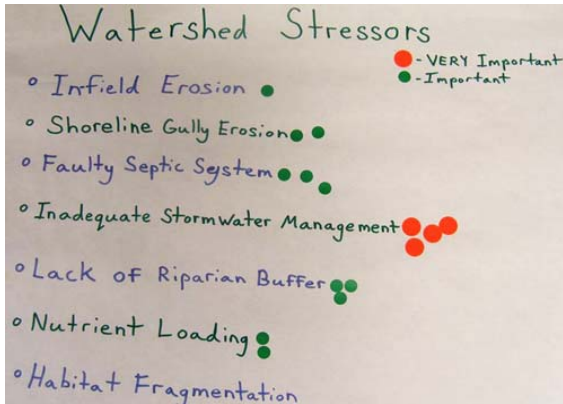 Watershed Stressors
- VERY Important
- Important
Infield Erosion
Shoreline Gully Erosion
Faulty Septic System
Inadequate Stormwater Management
Lack of Riparian Buffer
Nutrient Loading
Habitat Fragmentation